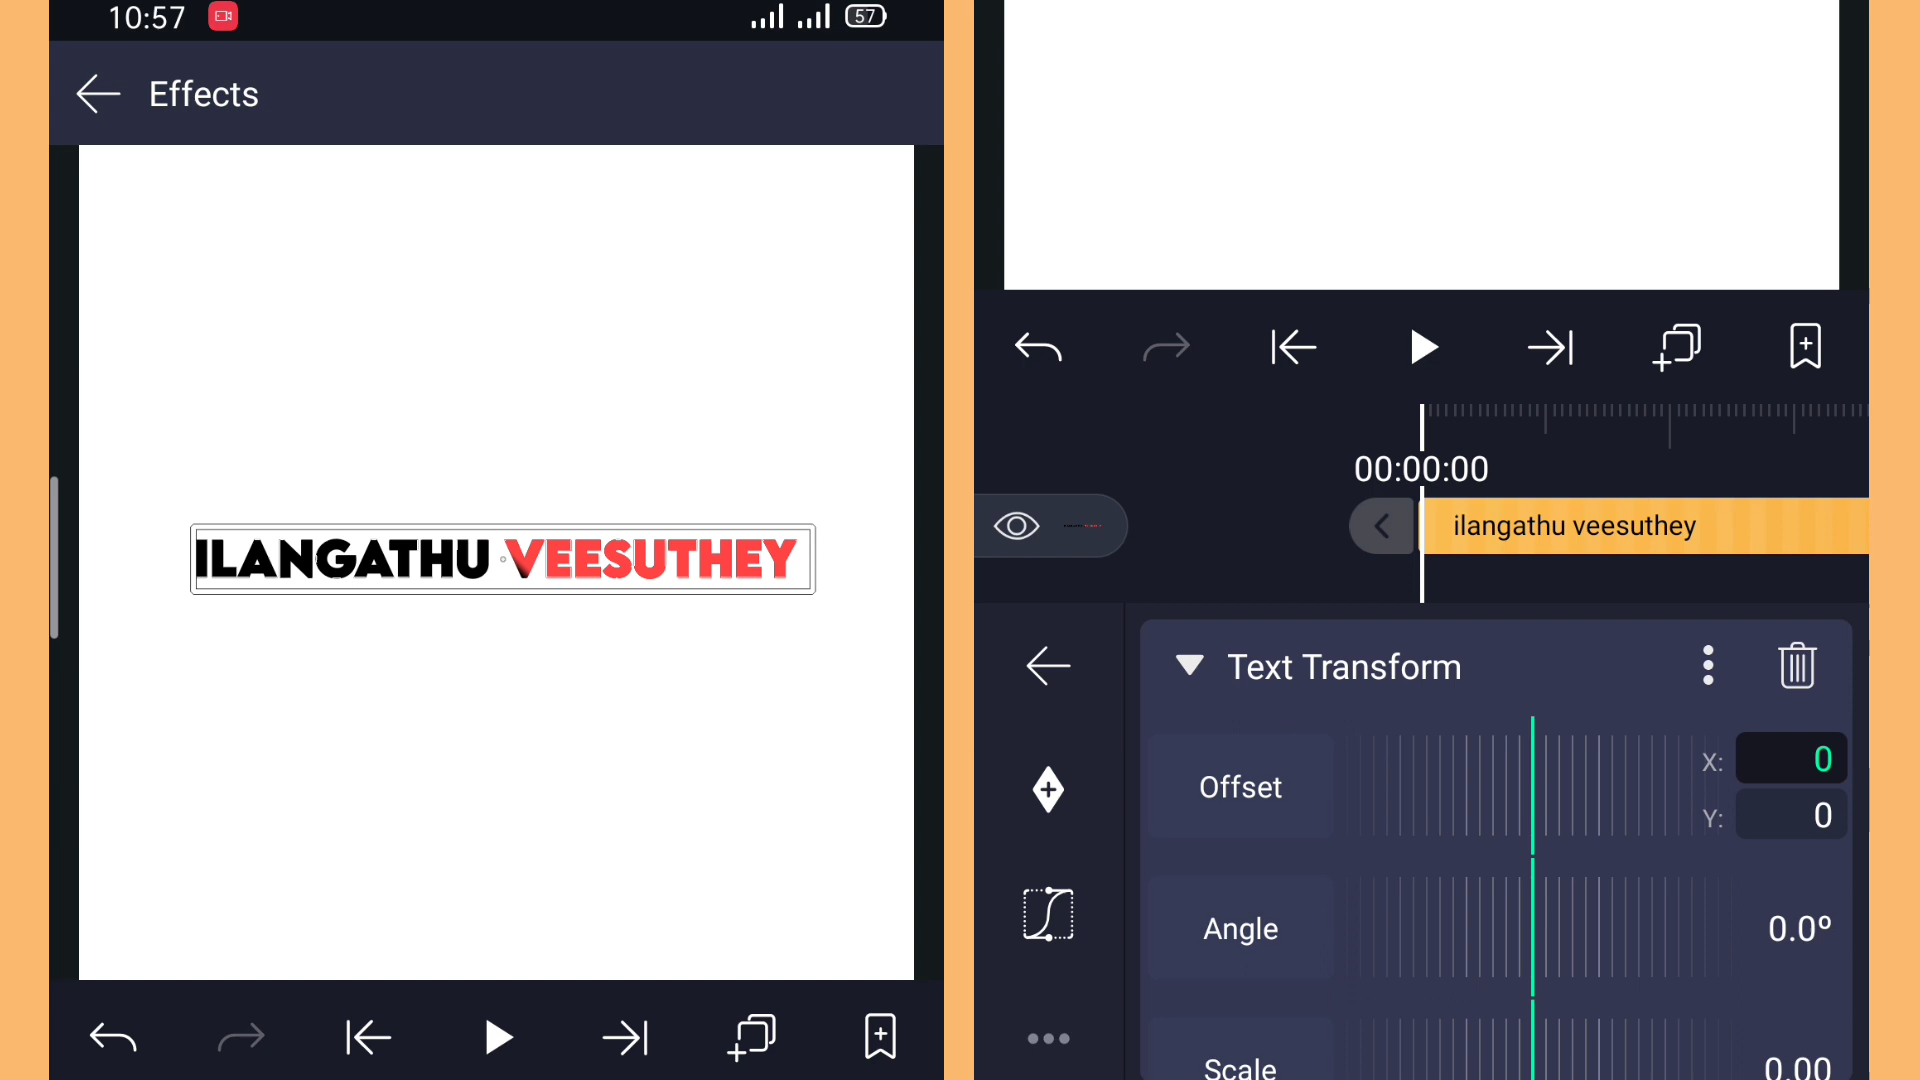 10:57
57
Effects
ILANGATHU VEESUTHEY
00:00:00
ilangathu veesuthey
Text Transform
Offset
X: 0
Y: 0
Angle
0.0º
Scale
0.00